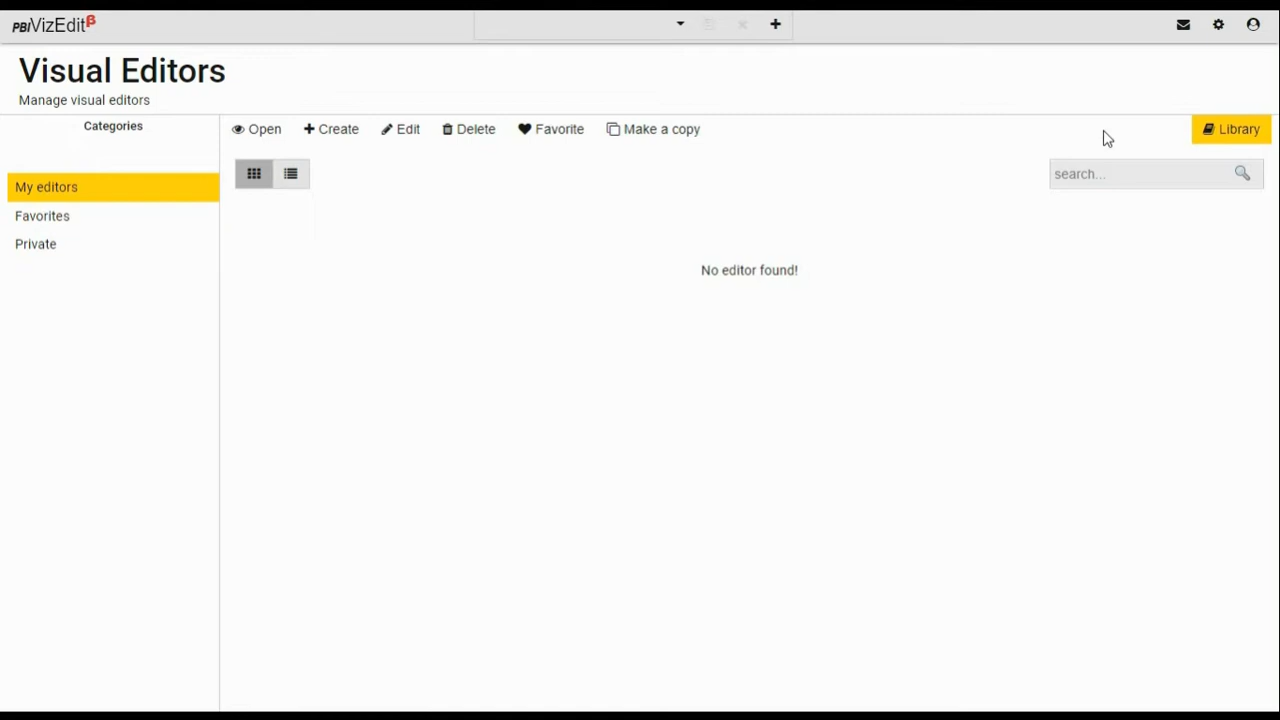 PBIVizEditβ
Visual Editors
Manage visual editors
Categories
Open Create Edit Delete Favorite Make a copy Library
My editors
search...
Favorites
Private
No editor found!